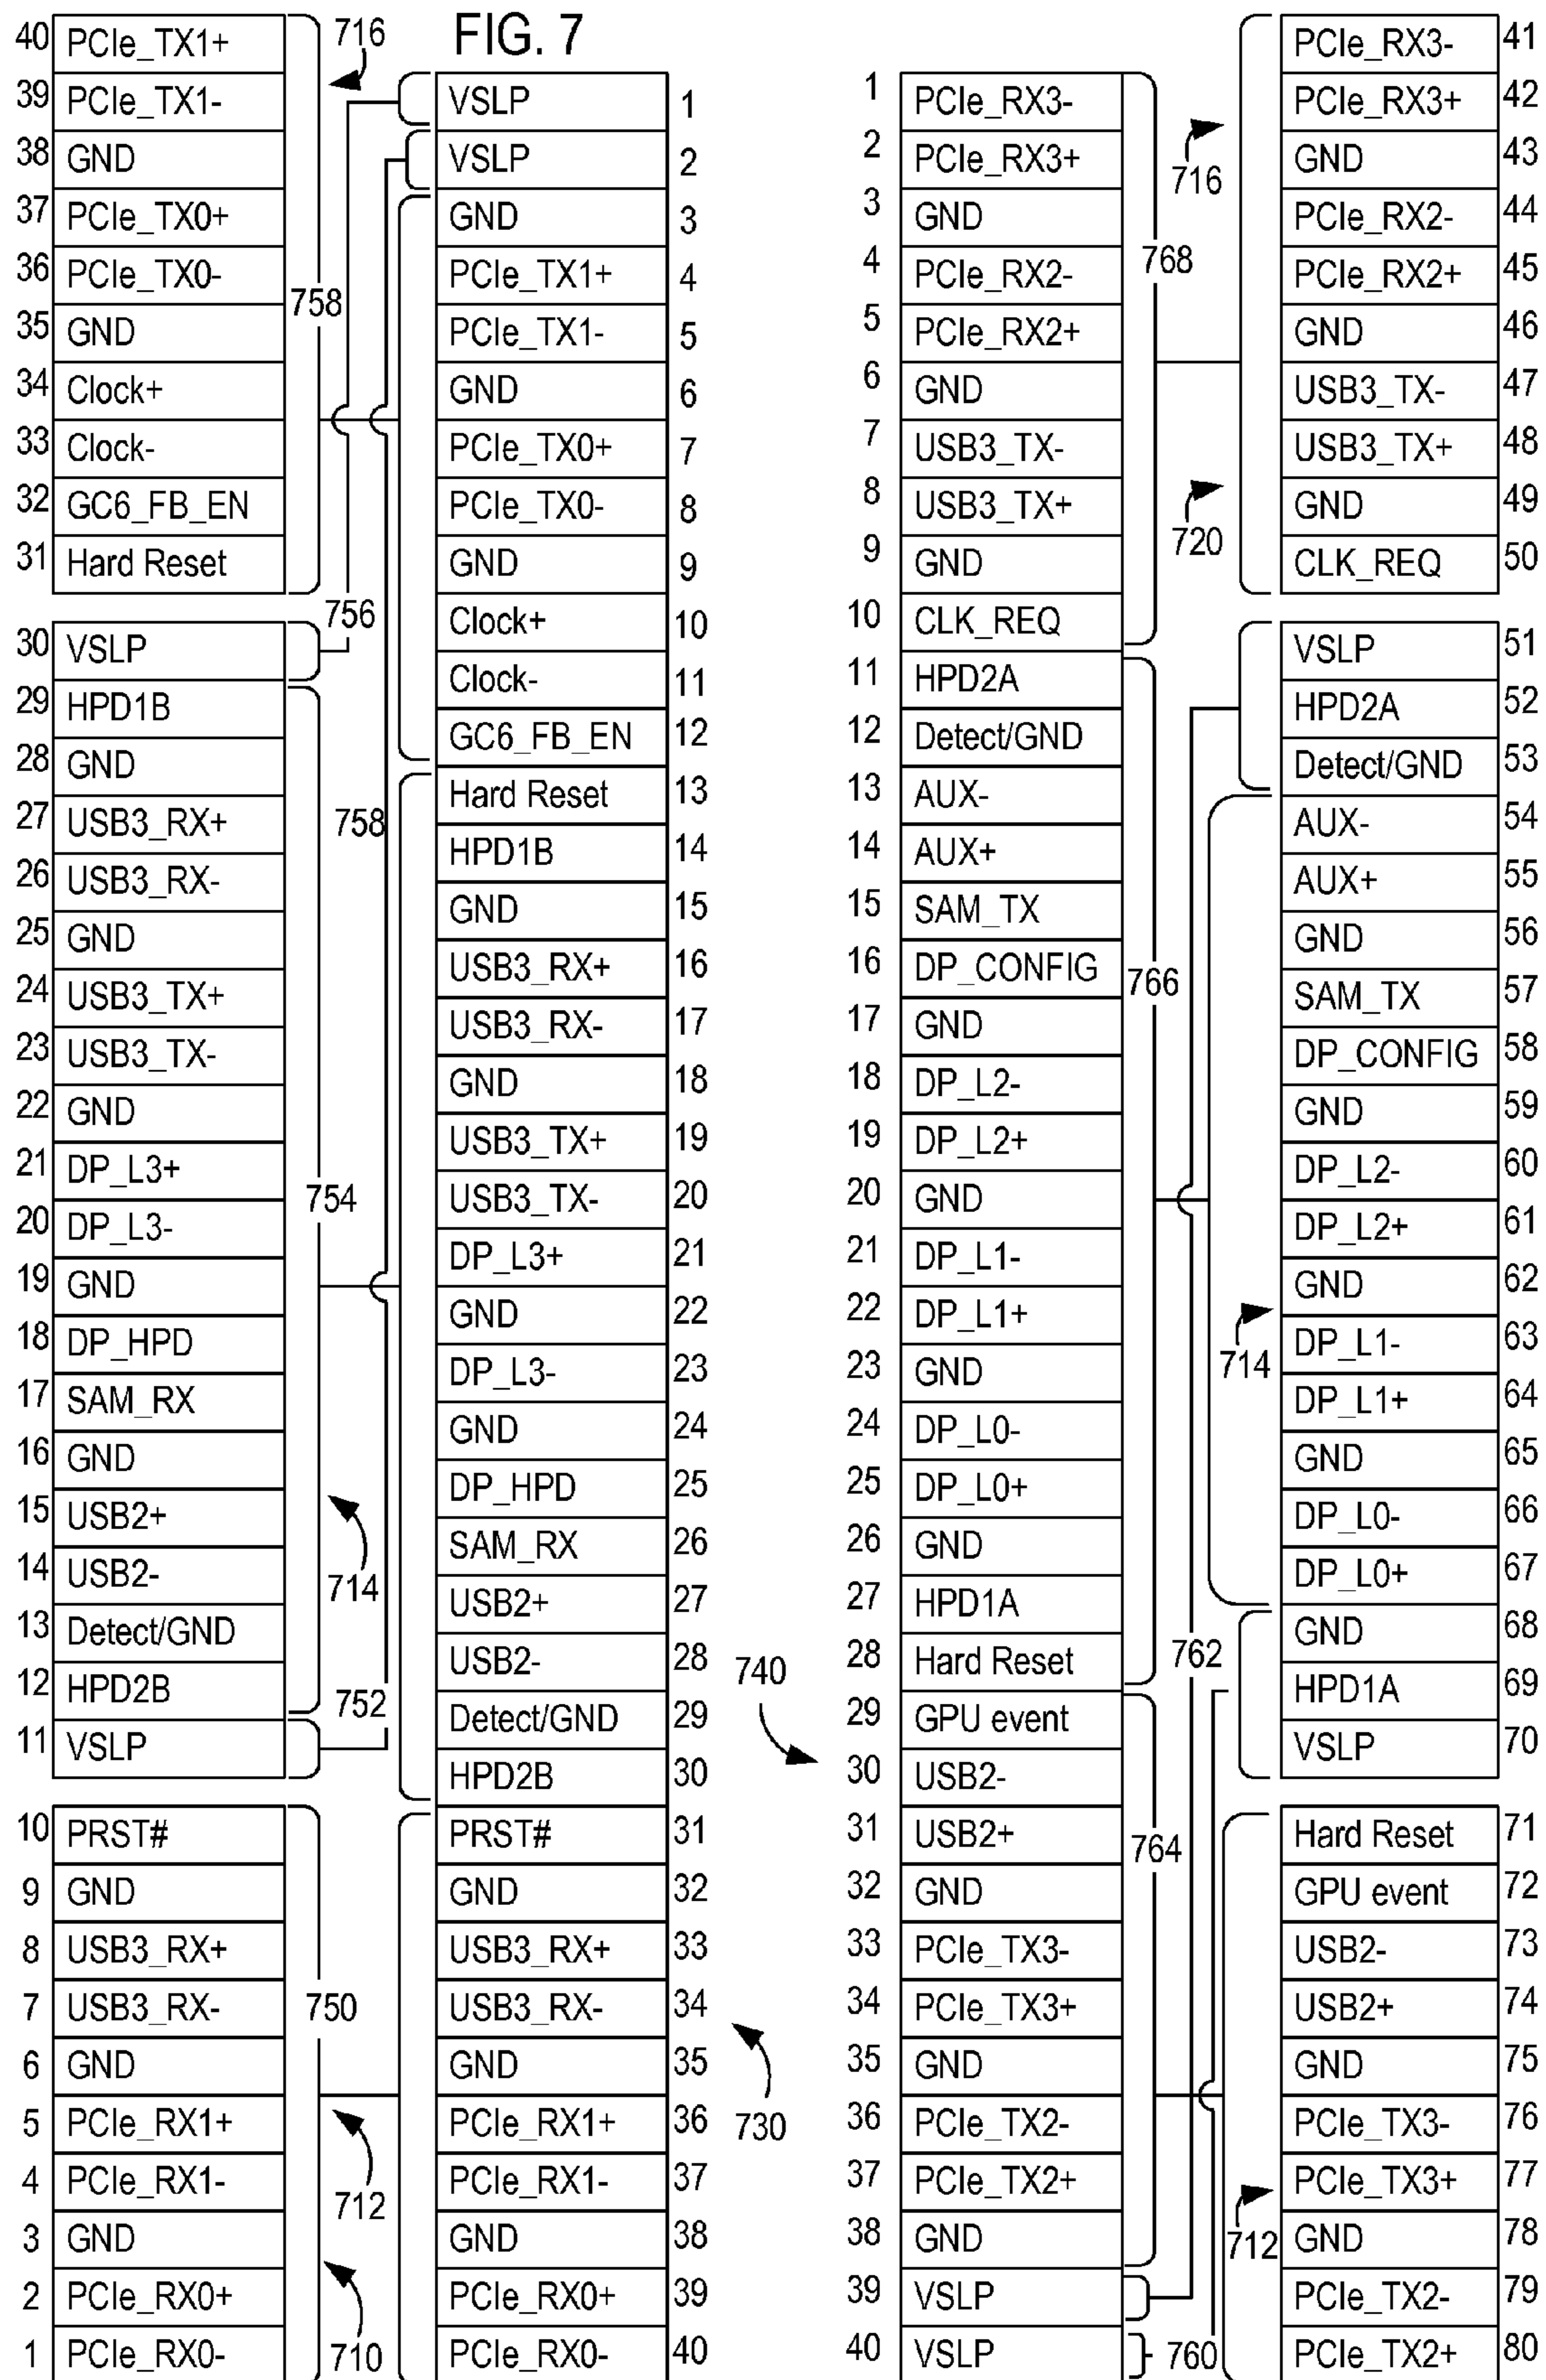 FIG. 7
40 PCIe_TX1+
39 PCIe_TX1-
38 GND
37 PCIe_TX0+
36 PCIe_TX0-
35 GND
34 Clock+
33 Clock-
32 GC6_FB_EN
31 Hard Reset
30 VSLP
29 HPD1B
28 GND
27 USB3_RX+
26 USB3_RX-
25 GND
24 USB3_TX+
23 USB3_TX-
22 GND
21 DP_L3+
20 DP_L3-
19 GND
18 DP_HPD
17 SAM_RX
16 GND
15 USB2+
14 USB2-
13 Detect/GND
12 HPD2B
11 VSLP
10 PRST#
9 GND
8 USB3_RX+
7 USB3_RX-
6 GND
5 PCIe_RX1+
4 PCIe_RX1-
3 GND
2 PCIe_RX0+
1 PCIe_RX0-
716
758
756
758
754
714
752
750
712
710
VSLP 1
VSLP 2
GND 3
PCIe_TX1+ 4
PCIe_TX1- 5
GND 6
PCIe_TX0+ 7
PCIe_TX0- 8
GND 9
Clock+ 10
Clock- 11
GC6_FB_EN 12
Hard Reset 13
HPD1B 14
GND 15
USB3_RX+ 16
USB3_RX- 17
GND 18
USB3_TX+ 19
USB3_TX- 20
DP_L3+ 21
GND 22
DP_L3- 23
GND 24
DP_HPD 25
SAM_RX 26
USB2+ 27
USB2- 28
Detect/GND 29
HPD2B 30
PRST# 31
GND 32
USB3_RX+ 33
USB3_RX- 34
GND 35
PCIe_RX1+ 36
PCIe_RX1- 37
GND 38
PCIe_RX0+ 39
PCIe_RX0- 40
740
730
1 PCIe_RX3-
2 PCIe_RX3+
3 GND
4 PCIe_RX2-
5 PCIe_RX2+
6 GND
7 USB3_TX-
8 USB3_TX+
9 GND
10 CLK_REQ
11 HPD2A
12 Detect/GND
13 AUX-
14 AUX+
15 SAM_TX
16 DP_CONFIG
17 GND
18 DP_L2-
19 DP_L2+
20 GND
21 DP_L1-
22 DP_L1+
23 GND
24 DP_L0-
25 DP_L0+
26 GND
27 HPD1A
28 Hard Reset
29 GPU event
30 USB2-
31 USB2+
32 GND
33 PCIe_TX3-
34 PCIe_TX3+
35 GND
36 PCIe_TX2-
37 PCIe_TX2+
38 GND
39 VSLP
40 VSLP
716
768
720
766
714
762
764
712
760
PCIe_RX3- 41
PCIe_RX3+ 42
GND 43
PCIe_RX2- 44
PCIe_RX2+ 45
GND 46
USB3_TX- 47
USB3_TX+ 48
GND 49
CLK_REQ 50
VSLP 51
HPD2A 52
Detect/GND 53
AUX- 54
AUX+ 55
GND 56
SAM_TX 57
DP_CONFIG 58
GND 59
DP_L2- 60
DP_L2+ 61
GND 62
DP_L1- 63
DP_L1+ 64
GND 65
DP_L0- 66
DP_L0+ 67
GND 68
HPD1A 69
VSLP 70
Hard Reset 71
GPU event 72
USB2- 73
USB2+ 74
GND 75
PCIe_TX3- 76
PCIe_TX3+ 77
GND 78
PCIe_TX2- 79
PCIe_TX2+ 80